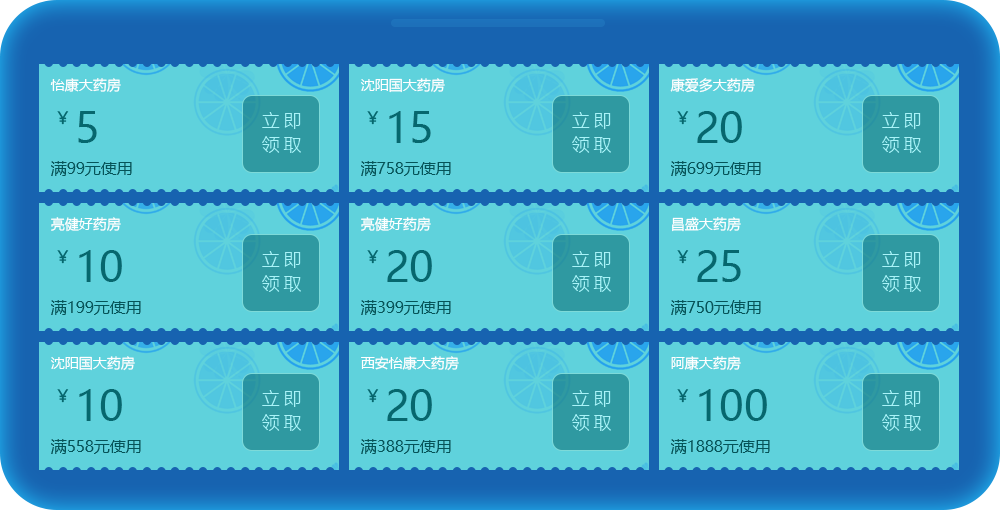 怡康大药房
¥ 5
满99元使用
立即
领取
沈阳国大药房
¥ 15
满758元使用
立即
领取
康爱多大药房
¥ 20
满699元使用
立即
领取
亮健好药房
¥ 10
满199元使用
立即
领取
亮健好药房
¥ 20
满399元使用
立即
领取
昌盛大药房
¥ 25
满750元使用
立即
领取
沈阳国大药房
¥ 10
满558元使用
立即
领取
西安怡康大药房
¥ 20
满388元使用
立即
领取
阿康大药房
¥ 100
满1888元使用
立即
领取